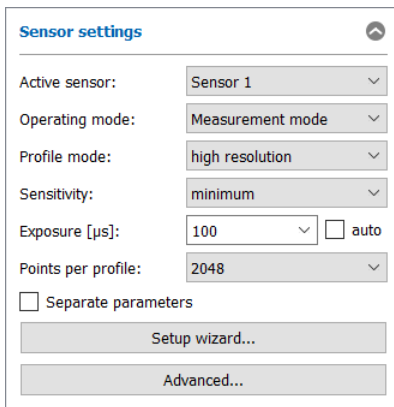 Sensor settings
Active sensor: Sensor 1
Operating mode: Measurement mode
Profile mode: high resolution
Sensitivity: minimum
Exposure [µs]: 100 auto
Points per profile: 2048
Separate parameters
Setup wizard...
Advanced...